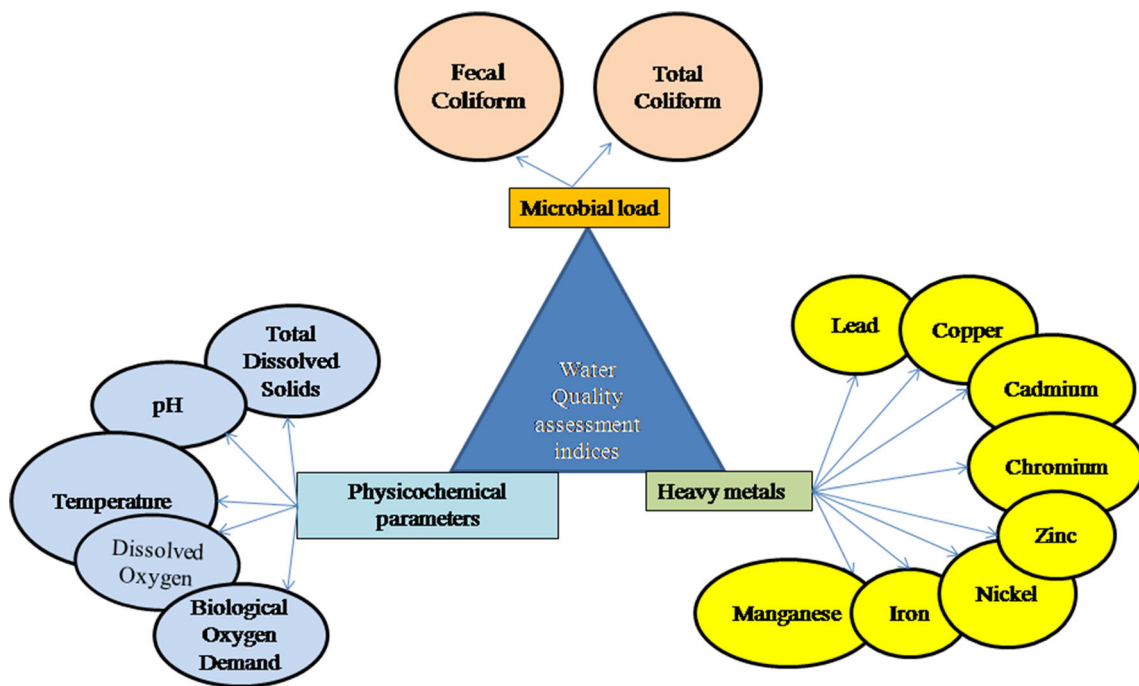 Fecal
Coliform
Total
Coliform
Microbial load
Water
Quality
assessment
indices
Total
Dissolved
Solids
pH
Temperature
Dissolved
Oxygen
Biological
Oxygen
Demand
Physicochemical
parameters
Heavy metals
Lead
Copper
Cadmium
Chromium
Zinc
Nickel
Iron
Manganese